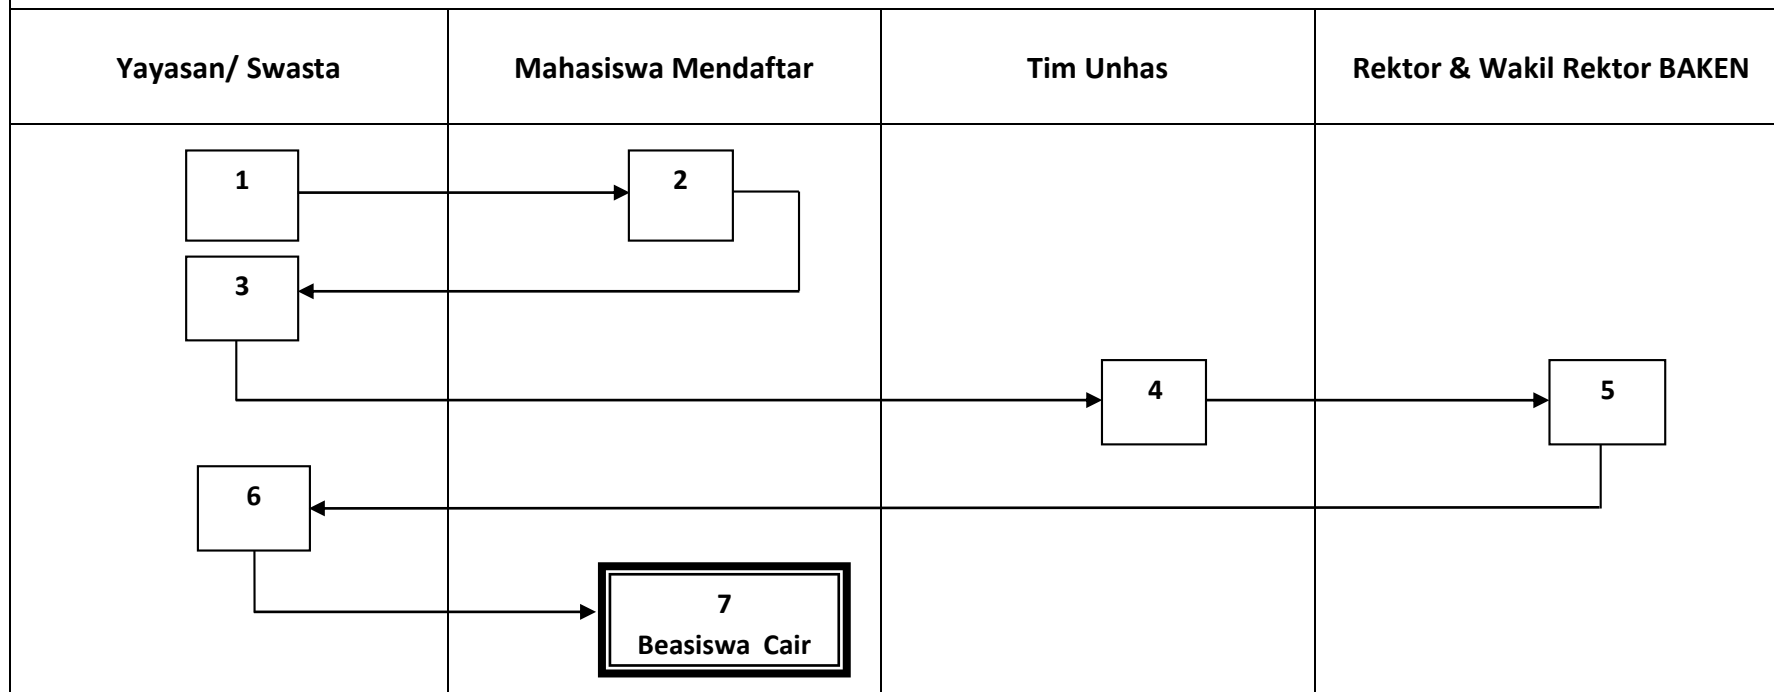 Yayasan/ Swasta
Mahasiswa Mendaftar
Tim Unhas
Rektor & Wakil Rektor BAKEN
1
2
3
4
5
6
7
Beasiswa Cair